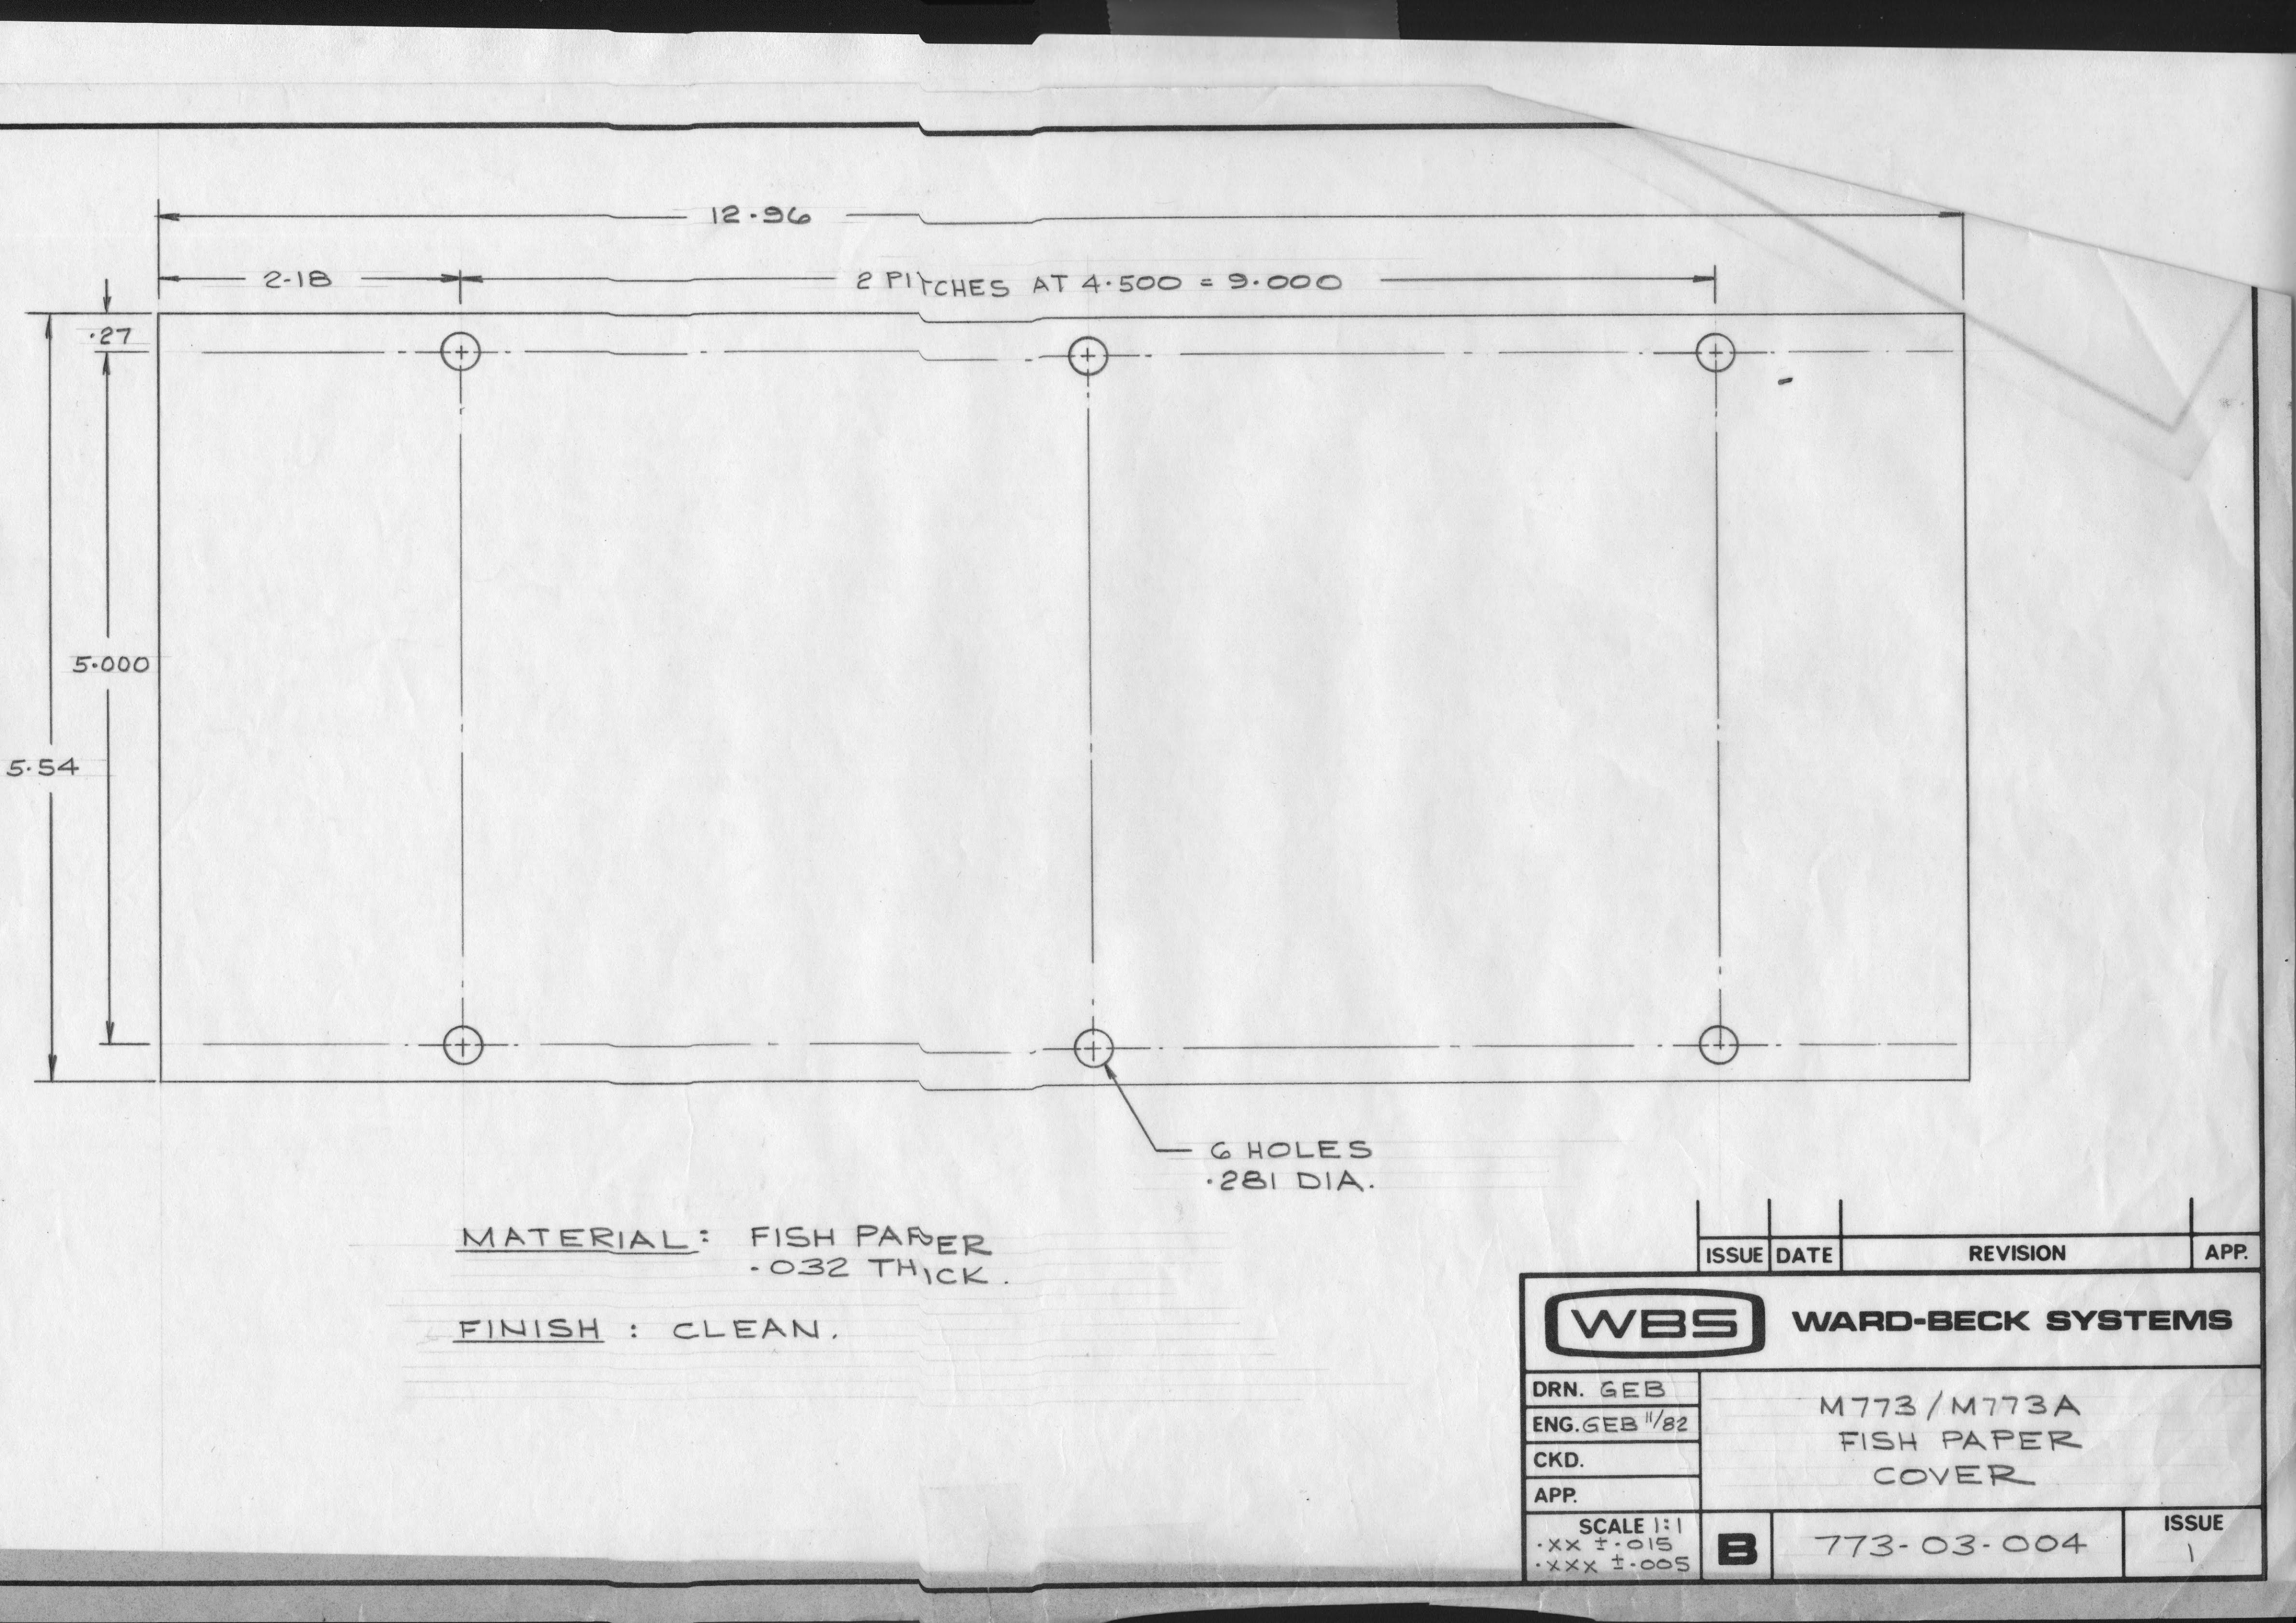 12.96
2.18
2 PITCHES AT 4.500 = 9.000
.27
5.000
5.54
6 HOLES
.281 DIA.
MATERIAL: FISH PAPER
.032 THICK.
FINISH : CLEAN.
ISSUE DATE REVISION APP.
WBS WARD-BECK SYSTEMS
DRN. GEB
ENG. GEB 11/82
CKD.
APP.
M773/M773A
FISH PAPER
COVER
SCALE 1:1
.XX ±.015
.XXX ±.005
B
773-03-004
ISSUE
1